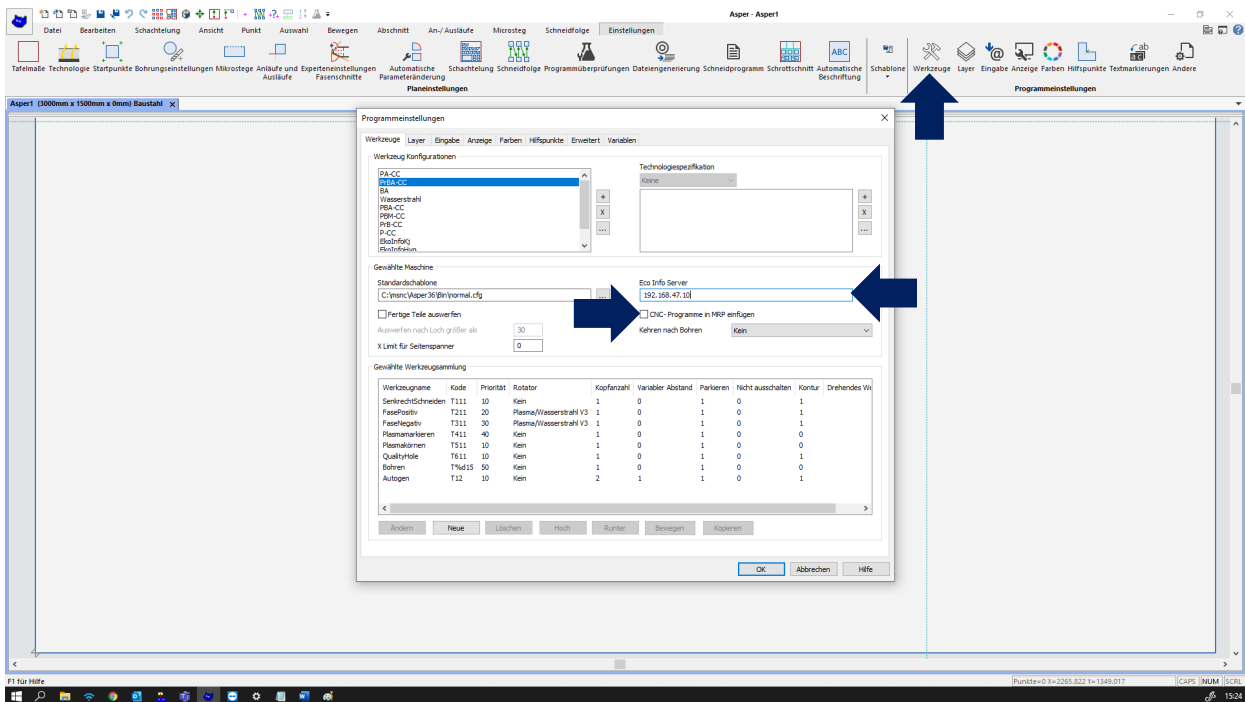 Asper - Asper1
Datei Bearbeiten Schachtelung Ansicht Punkt Auswahl Bewegen Abschnitt An-/ Ausläufe Microsteg Schneidfolge Einstellungen
ABC
ab
Tafelmaße Technologie Startpunkte Bohrungseinstellungen Mikrostege Anläufe und Ausläufe Experteneinstellungen Fasenschnitte Automatische Parameteränderung Schachtelung Schneidfolge Programmüberprüfungen Dateiengenerierung Schneidprogramm Schrottschnitt Automatische Beschriftung Schablone Werkzeuge Layer Eingabe Anzeige Farben Hilfspunkte Textmarkierungen Andere
Planeinstellungen Programmeinstellungen
Asper1 (3000mm x 1500mm x 0mm) Baustahl x
Programmeinstellungen
Werkzeuge Layer Eingabe Anzeige Farben Hilfspunkte Erweitert Variablen
Werkzeug Konfigurationen
PA-CC
PrBA-CC
BA
Wasserstrahl
PBA-CC
PBM-CC
PrB-CC
P-CC
EkoInfoKj
EkoInfoHyp
+
X
...
Technologiespezifikation
Keine
+
X
...
Gewählte Maschine
Standardschablone
C:\msnc\Asper36\Bin\normal.cfg ...
Eco Info Server
192.168.47.10
Fertige Teile auswerfen
CNC- Programme in MRP einfügen
Auswerfen nach Loch größer als 30
Kehren nach Bohren Kein
X Limit für Seitenspanner 0
Gewählte Werkzeugsammlung
Werkzeugname Kode Priorität Rotator Kopfanzahl Variabler Abstand Parkieren Nicht ausschalten Kontur Drehendes We
SenkrechtSchneiden T111 10 Kein 1 0 1 0 1
FasePositiv T211 20 Plasma/Wasserstrahl V3 1 0 1 0 1
FaseNegativ T311 30 Plasma/Wasserstrahl V3 1 0 1 0 1
Plasmamarkieren T411 40 Kein 1 0 1 0 0
Plasmakörnen T511 10 Kein 1 0 1 0 0
QualityHole T611 10 Kein 1 0 1 0 1
Bohren T%d15 50 Kein 1 0 1 0 0
Autogen T12 10 Kein 2 1 1 0 1
Ändern Neue Löschen Hoch Runter Bewegen Kopieren
OK Abbrechen Hilfe
F1 für Hilfe
Punkte=0 X=2265.822 Y=1349.017 CAPS NUM SCRL
15:24